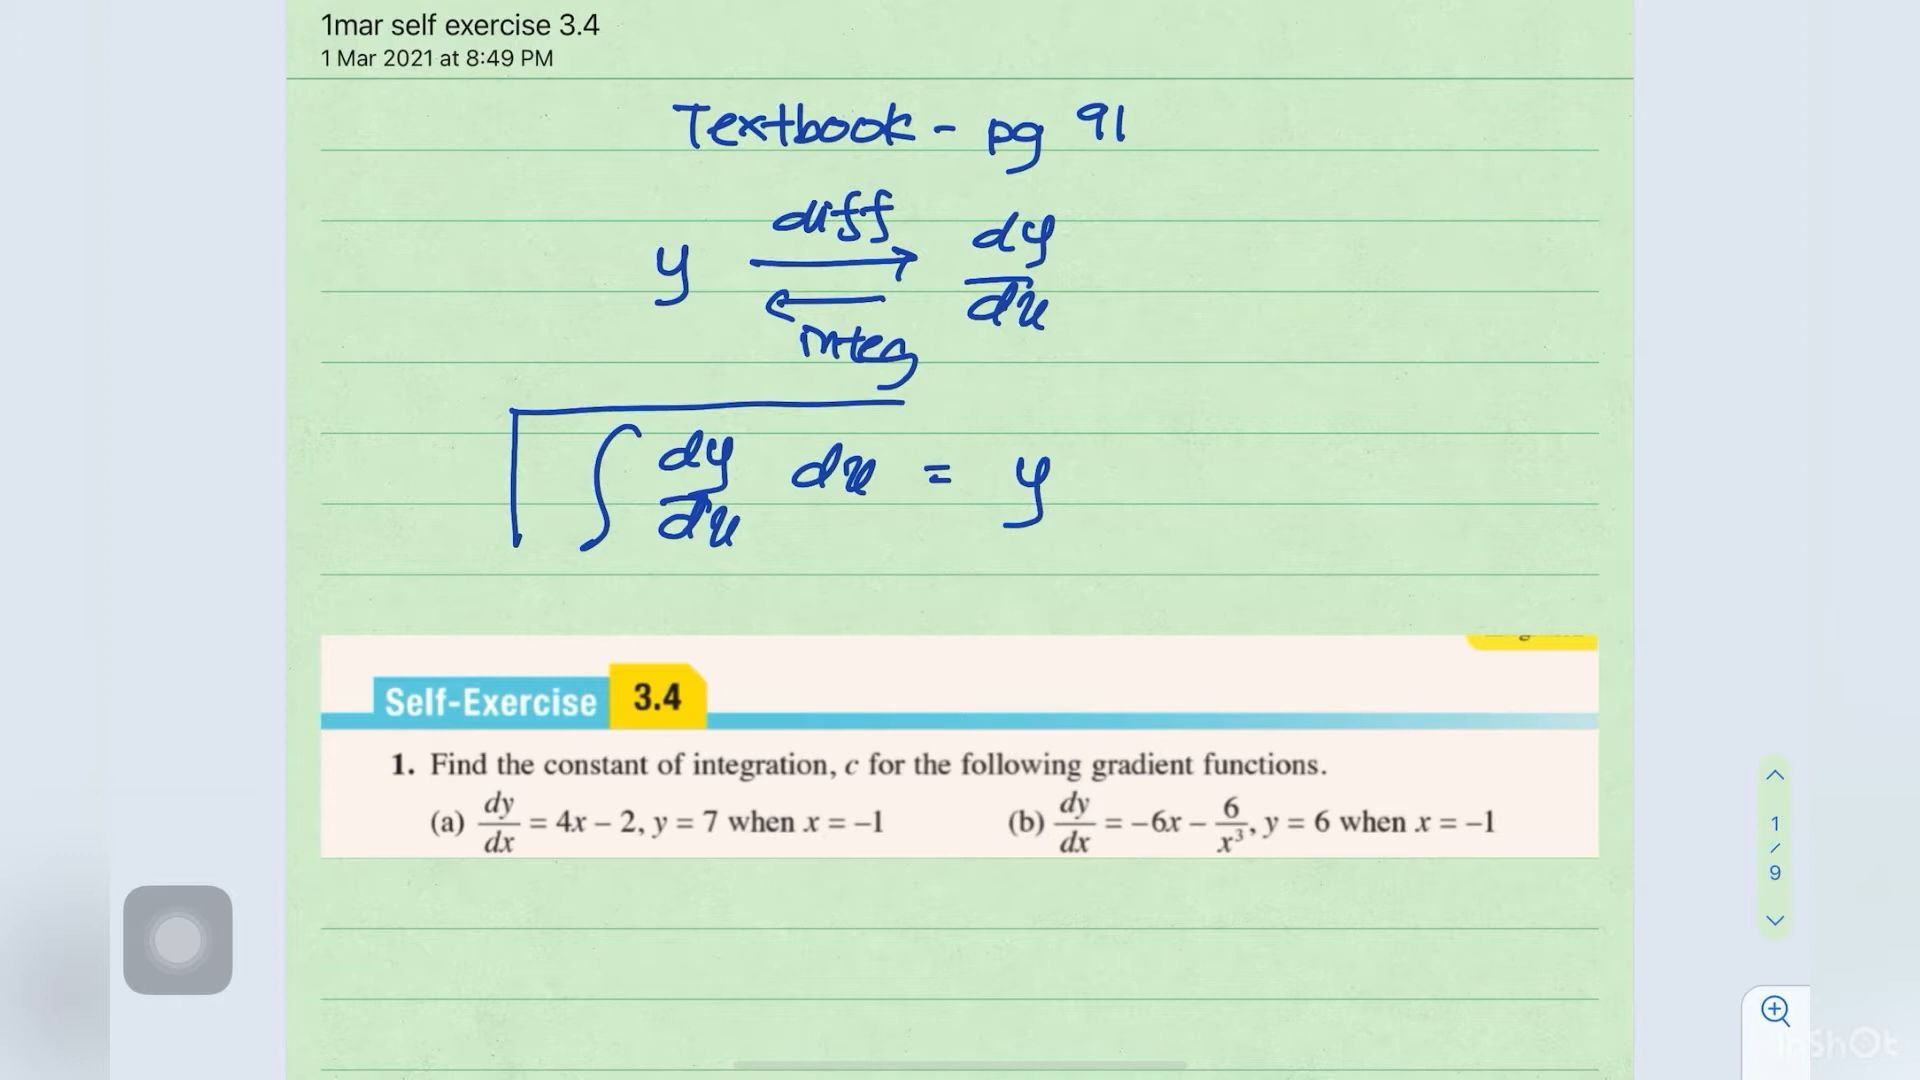 1mar self exercise 3.4
1 Mar 2021 at 8:49 PM
Textbook - pg 91
y diff dy/dx
integ
∫ dy/dx dx = y
Self-Exercise 3.4
1. Find the constant of integration, c for the following gradient functions.
(a) dy/dx = 4x – 2, y = 7 when x = –1
(b) dy/dx = –6x – 6/x³, y = 6 when x = –1
1
/
9
InShOt